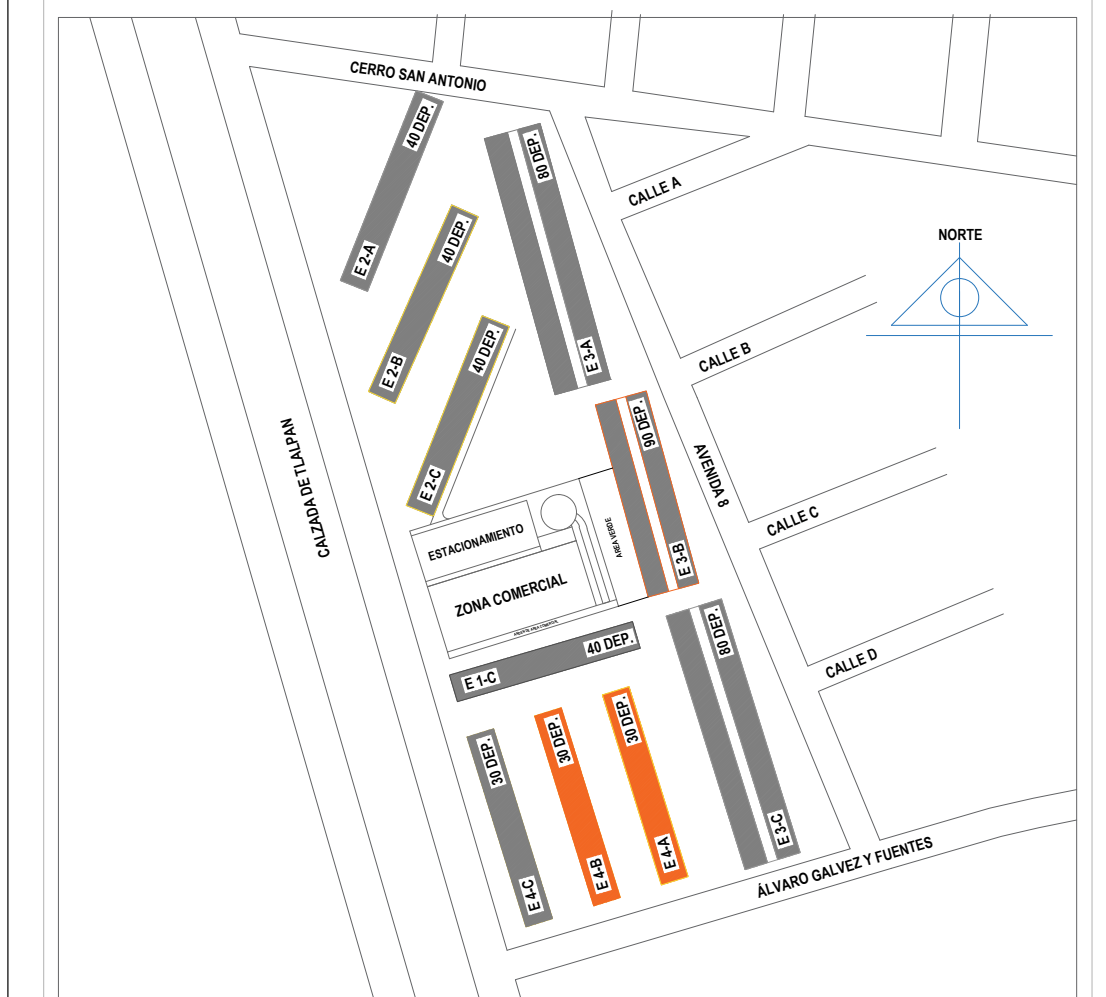 CERRO SAN ANTONIO
40 DEP.
E 2-A
80 DEP.
E 3-A
CALLE A
40 DEP.
E 2-B
NORTE
40 DEP.
E 2-C
CALLE B
90 DEP.
E 3-B
AVENIDA 8
CALZADA DE TLALPAN
ESTACIONAMIENTO
AREA VERDE
CALLE C
ZONA COMERCIAL
40 DEP.
E 1-C
80 DEP.
E 3-C
CALLE D
30 DEP.
E 4-C
30 DEP.
E 4-B
30 DEP.
E 4-A
ÁLVARO GALVEZ Y FUENTES